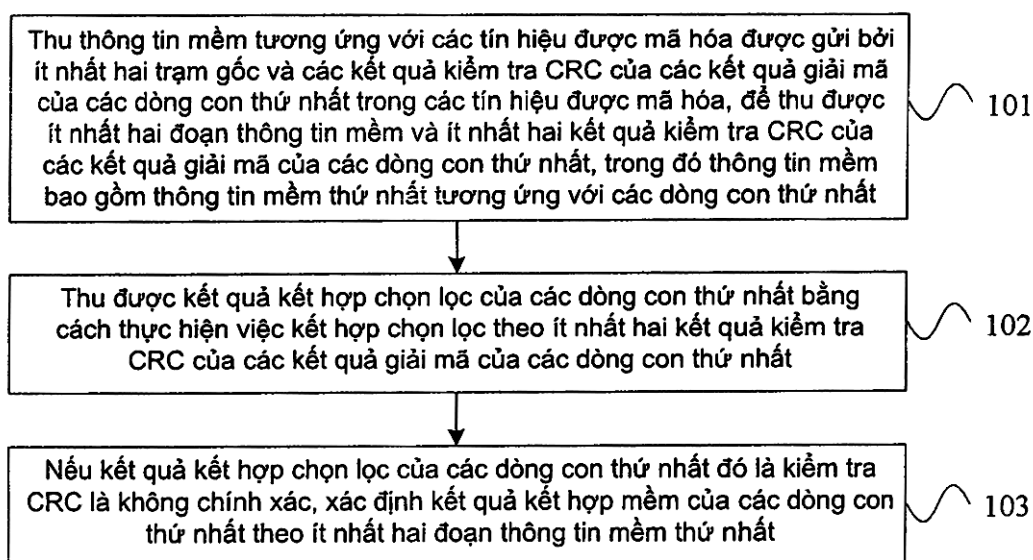 Thu thông tin mềm tương ứng với các tín hiệu được mã hóa được gửi bởi
ít nhất hai trạm gốc và các kết quả kiểm tra CRC của các kết quả giải mã
của các dòng con thứ nhất trong các tín hiệu được mã hóa, để thu được
ít nhất hai đoạn thông tin mềm và ít nhất hai kết quả kiểm tra CRC của
các kết quả giải mã của các dòng con thứ nhất, trong đó thông tin mềm
bao gồm thông tin mềm thứ nhất tương ứng với các dòng con thứ nhất
101
Thu được kết quả kết hợp chọn lọc của các dòng con thứ nhất bằng
cách thực hiện việc kết hợp chọn lọc theo ít nhất hai kết quả kiểm tra
CRC của các kết quả giải mã của các dòng con thứ nhất
102
Nếu kết quả kết hợp chọn lọc của các dòng con thứ nhất đó là kiểm tra
CRC là không chính xác, xác định kết quả kết hợp mềm của các dòng con
thứ nhất theo ít nhất hai đoạn thông tin mềm thứ nhất
103